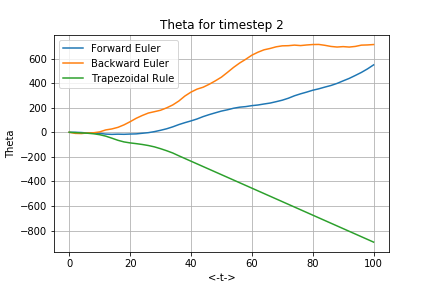 Theta for timestep 2
Forward Euler
Backward Euler
Trapezoidal Rule
600
400
200
0
−200
−400
−600
−800
Theta
0 20 40 60 80 100
<-t->